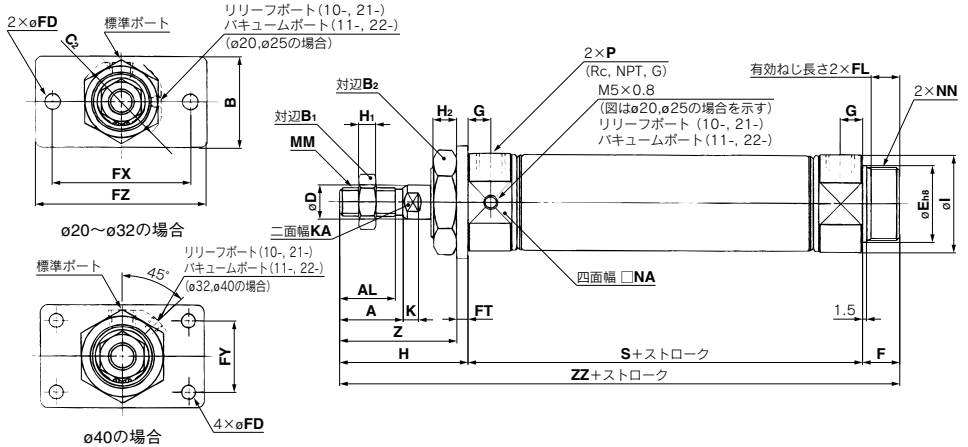 2×øFD
標準ポート
リリーフポート(10-, 21-)
バキュームポート(11-, 22-)
(ø20,ø25の場合)
C2
B
FX
FZ
ø20〜ø32の場合
標準ポート
45°
リリーフポート(10-, 21-)
バキュームポート(11-, 22-)
(ø32,ø40の場合)
FY
4×øFD
ø40の場合
2×P
(Rc, NPT, G)
M5×0.8
(図はø20,ø25の場合を示す)
リリーフポート (10-, 21-)
バキュームポート(11-, 22-)
有効ねじ長さ2×FL
2×NN
対辺B2
対辺B1
H1
H2
G
G
MM
øD
øEh8
øI
二面幅KA
四面幅 □NA
AL
A
K
FT
1.5
Z
H
S+ストローク
F
ZZ+ストローク